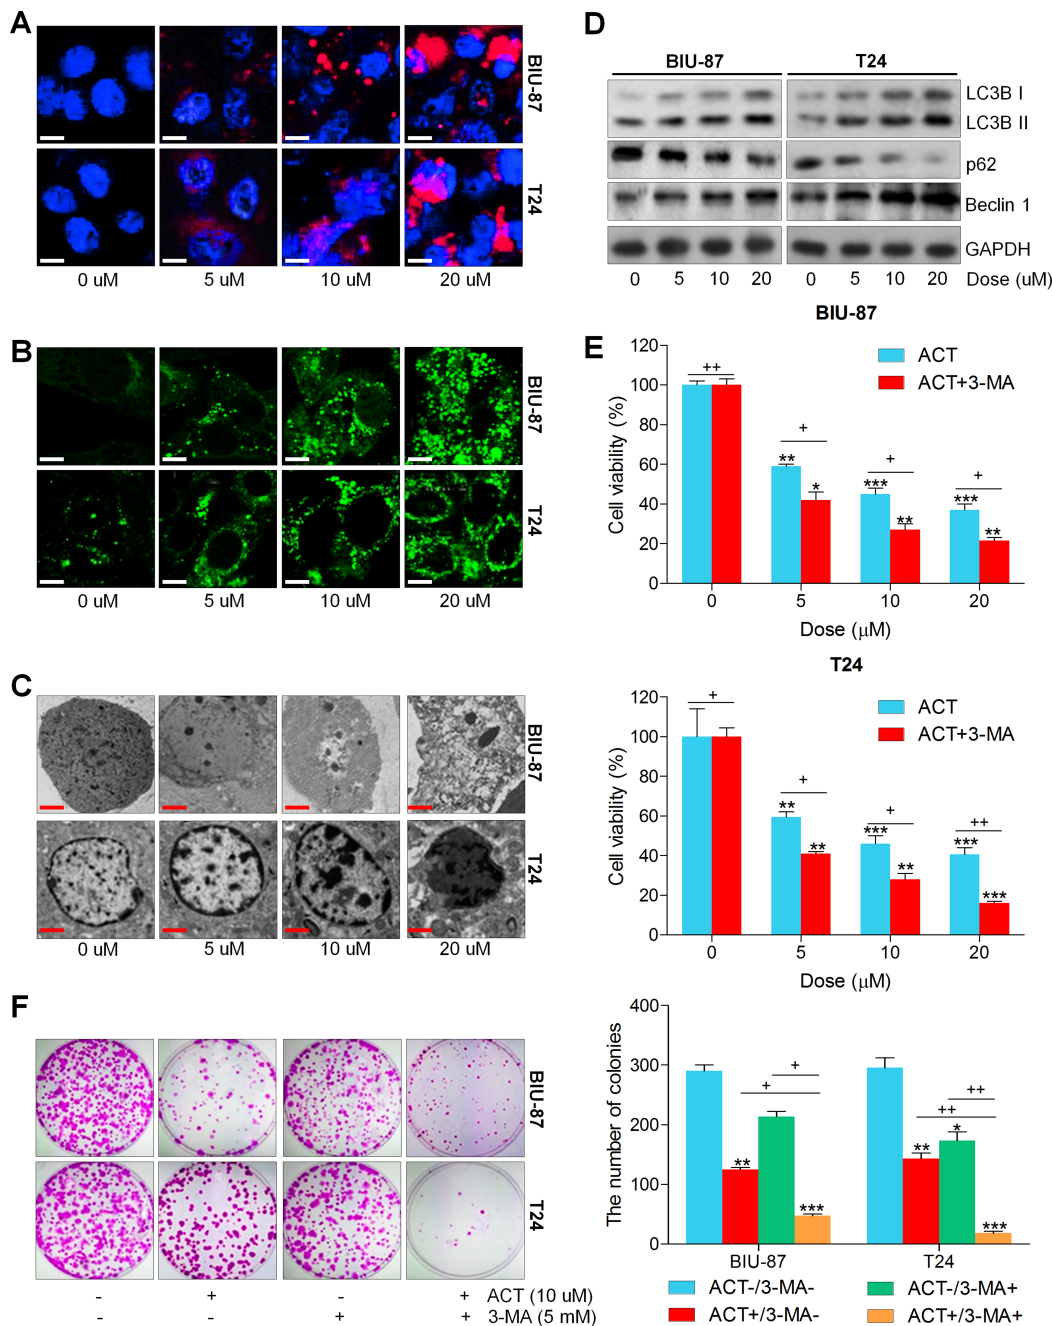 A
BIU-87
T24
0 uM 5 uM 10 uM 20 uM
B
BIU-87
T24
0 uM 5 uM 10 uM 20 uM
C
BIU-87
T24
0 uM 5 uM 10 uM 20 uM
D
BIU-87 T24
LC3B I
LC3B II
p62
Beclin 1
GAPDH
0 5 10 20 0 5 10 20 Dose (uM)
E
BIU-87
ACT
ACT+3-MA
Cell viability (%)
120
100
80
60
40
20
0
++
+
+
+
** * *** ** *** **
0 5 10 20
Dose (μM)
T24
ACT
ACT+3-MA
Cell viability (%)
120
100
80
60
40
20
0
+
+
+
++
** ** *** ** *** ***
0 5 10 20
Dose (μM)
F
BIU-87
T24
- + - + ACT (10 uM)
- - + + 3-MA (5 mM)
The number of colonies
400
300
200
100
0
+
+
++
++
** *** ** * ***
BIU-87 T24
ACT-/3-MA- ACT-/3-MA+
ACT+/3-MA- ACT+/3-MA+